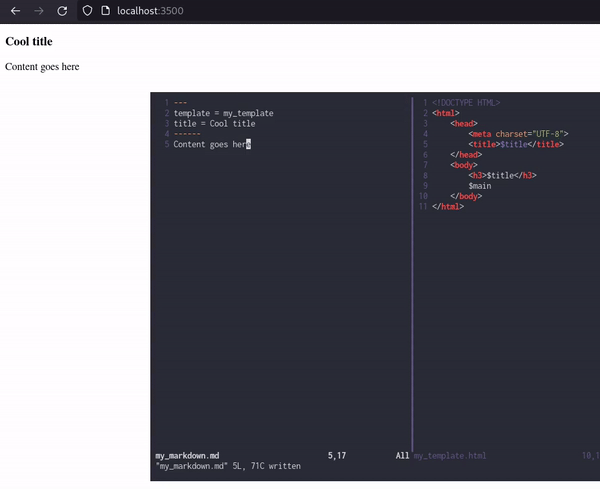 localhost:3500
Cool title
Content goes here
1 ---
2 template = my_template
3 title = Cool title
4 ------
5 Content goes here
my_markdown.md 5,17 All
"my_markdown.md" 5L, 71C written
1 <!DOCTYPE HTML>
2 <html>
3 <head>
4 <meta charset="UTF-8">
5 <title>$title</title>
6 </head>
7 <body>
8 <h3>$title</h3>
9 $main
10 </body>
11 </html>
my_template.html